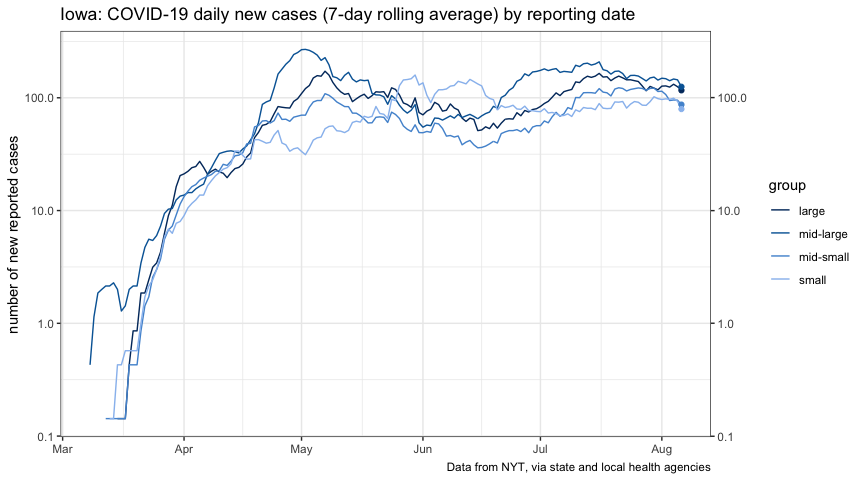 Iowa: COVID-19 daily new cases (7-day rolling average) by reporting date
number of new reported cases
100.0
10.0
1.0
0.1
100.0
10.0
1.0
0.1
Mar
Apr
May
Jun
Jul
Aug
group
large
mid-large
mid-small
small
Data from NYT, via state and local health agencies